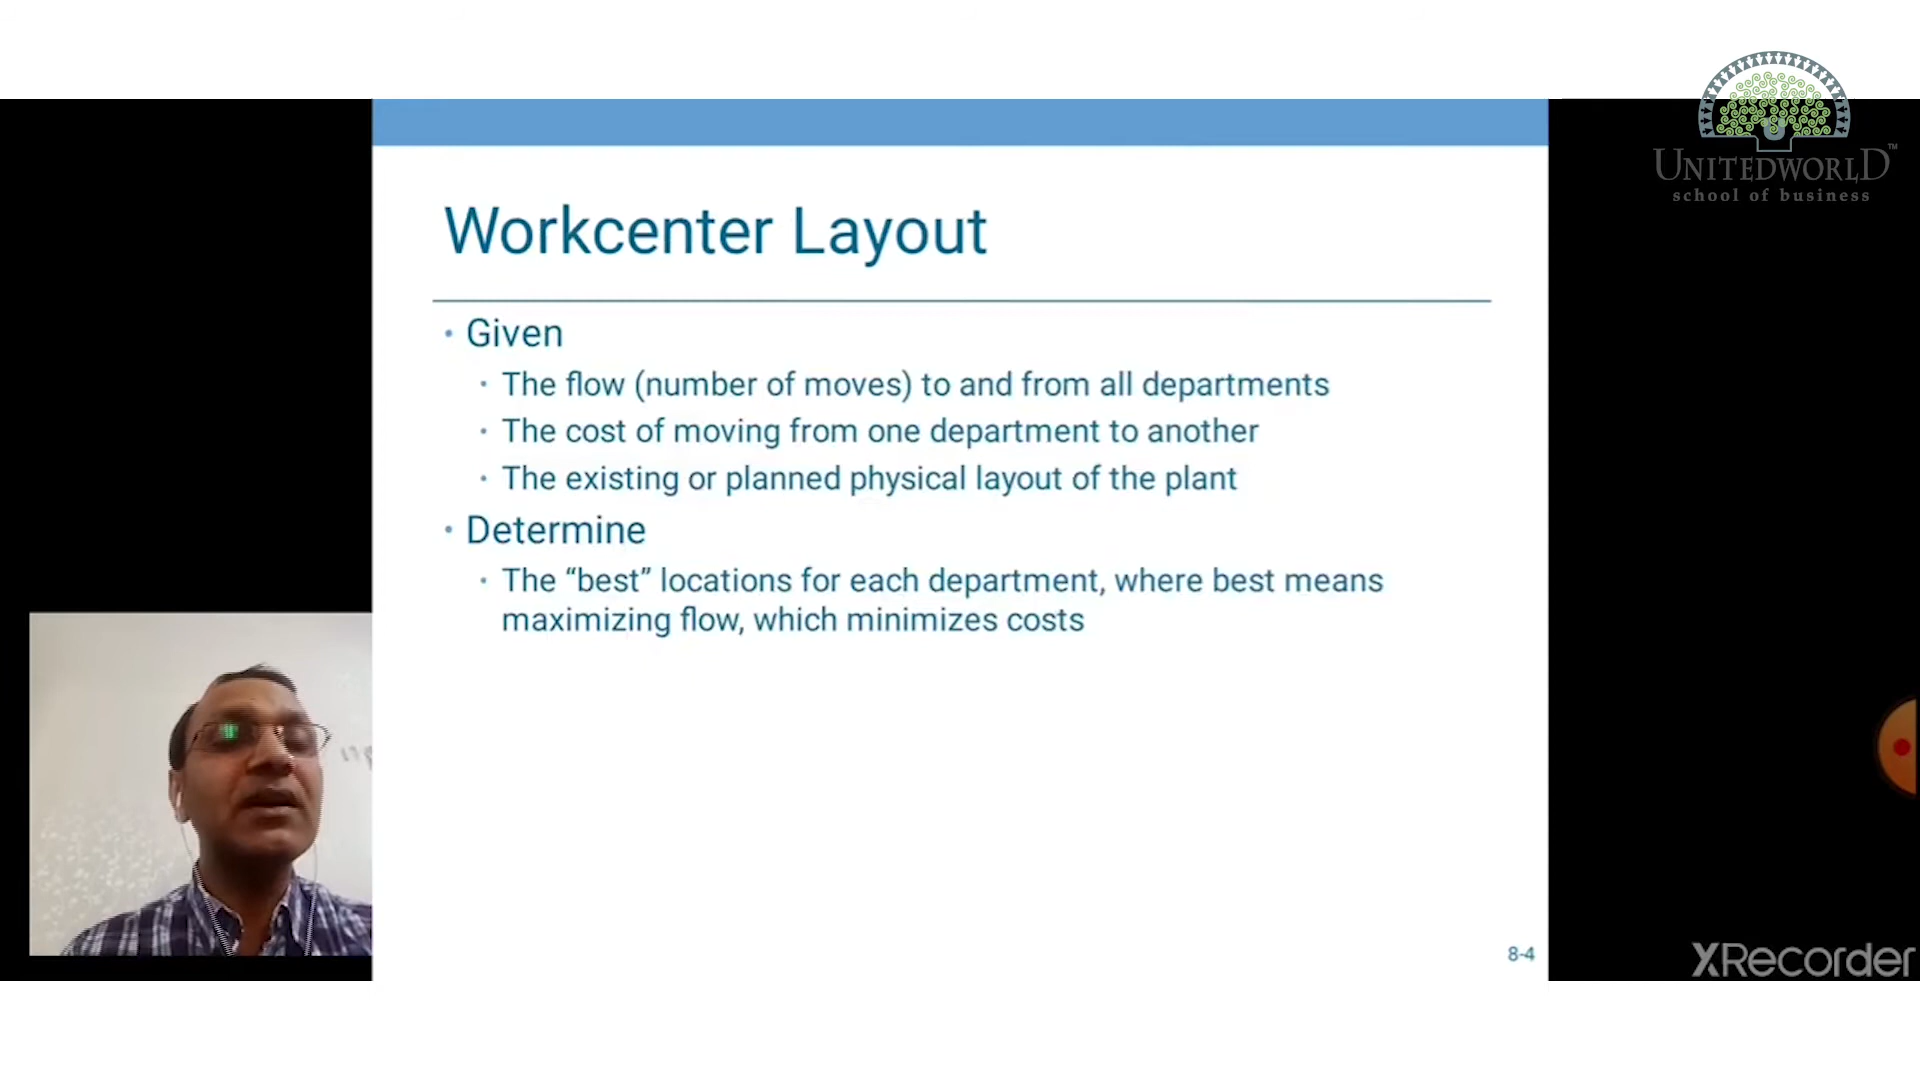 UNITEDWORLD™
school of business
Workcenter Layout
• Given
• The flow (number of moves) to and from all departments
• The cost of moving from one department to another
• The existing or planned physical layout of the plant
• Determine
• The “best” locations for each department, where best means
maximizing flow, which minimizes costs
8-4
XRecorder